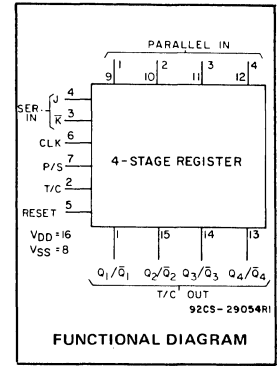 PARALLEL IN
1 2 3 4
9 10 11 12
SER. IN
J 4
K̅ 3
CLK 6
P/S 7
T/C 2
RESET 5
4-STAGE REGISTER
VDD = 16
VSS = 8
1 15 14 13
Q1/Q̅1 Q2/Q̅2 Q3/Q̅3 Q4/Q̅4
T/C OUT
92CS-29054R1
FUNCTIONAL DIAGRAM